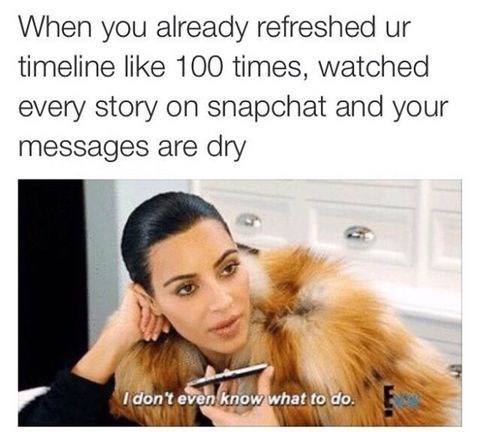 When you already refreshed ur
timeline like 100 times, watched
every story on snapchat and your
messages are dry
I don't even know what to do.
E